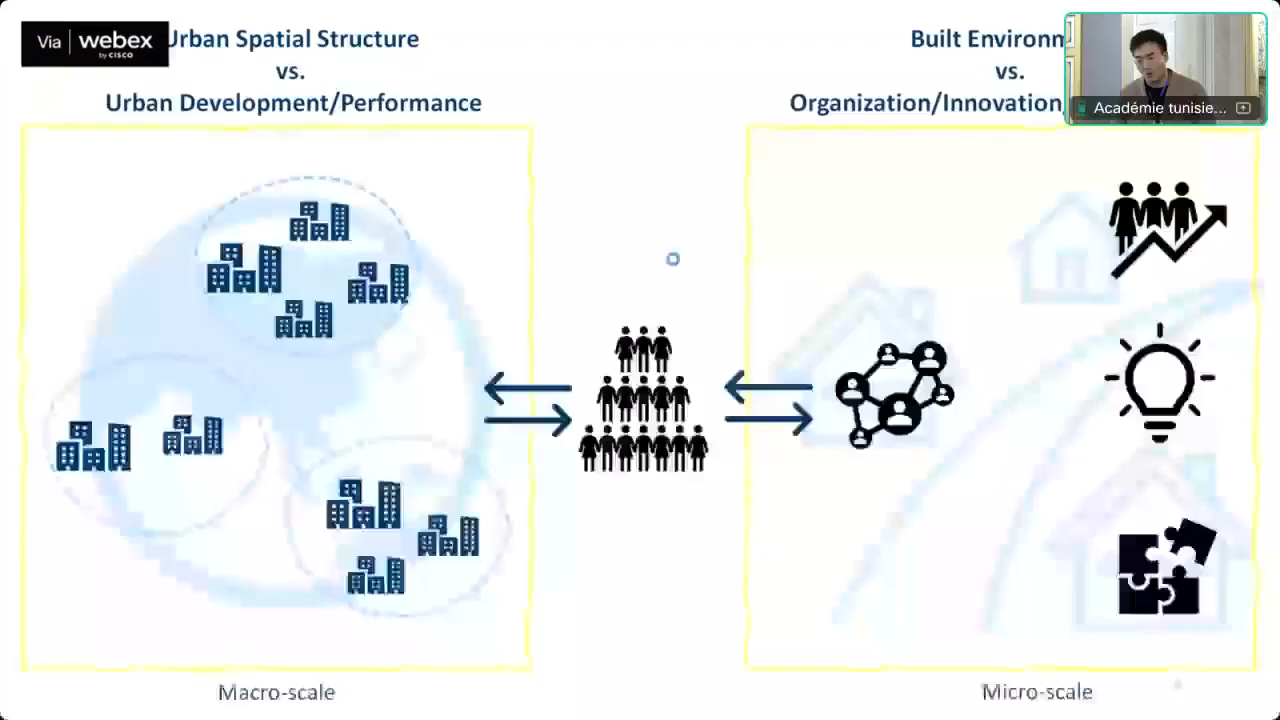 Via webex
by CISCO
Urban Spatial Structure
vs.
Urban Development/Performance
Built
vs.
Organization/Innovation
Académie tunisie...
Macro-scale
Micro-scale